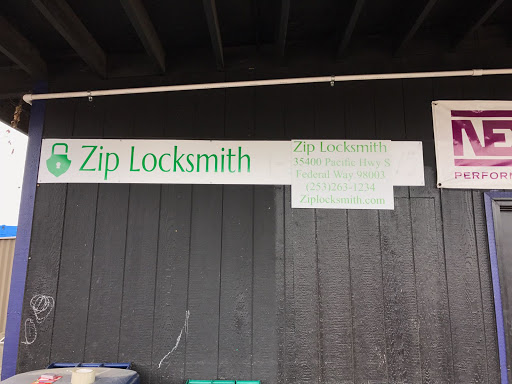 Zip Locksmith
Zip Locksmith
35400 Pacific Hwy S
Federal Way 98003
(253)263-1234
Ziplocksmith.com